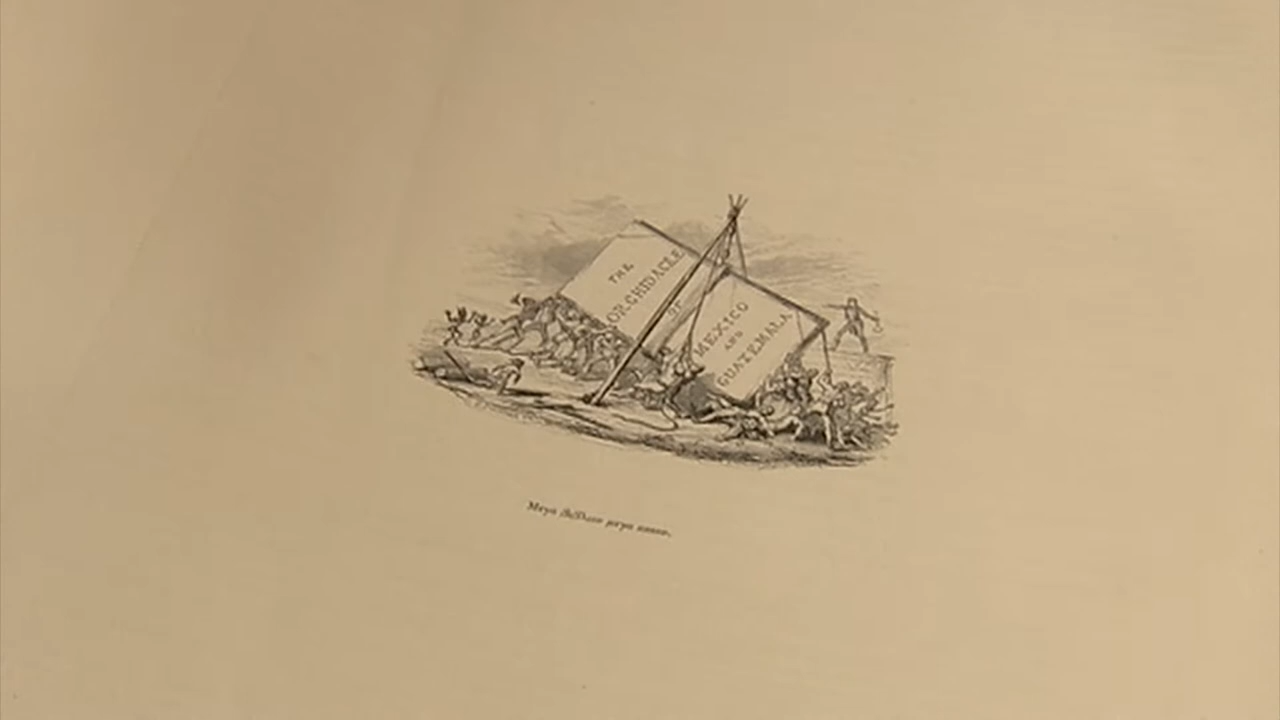 THE
ORCHIDACEÆ
OF
MEXICO
AND
GUATEMALA